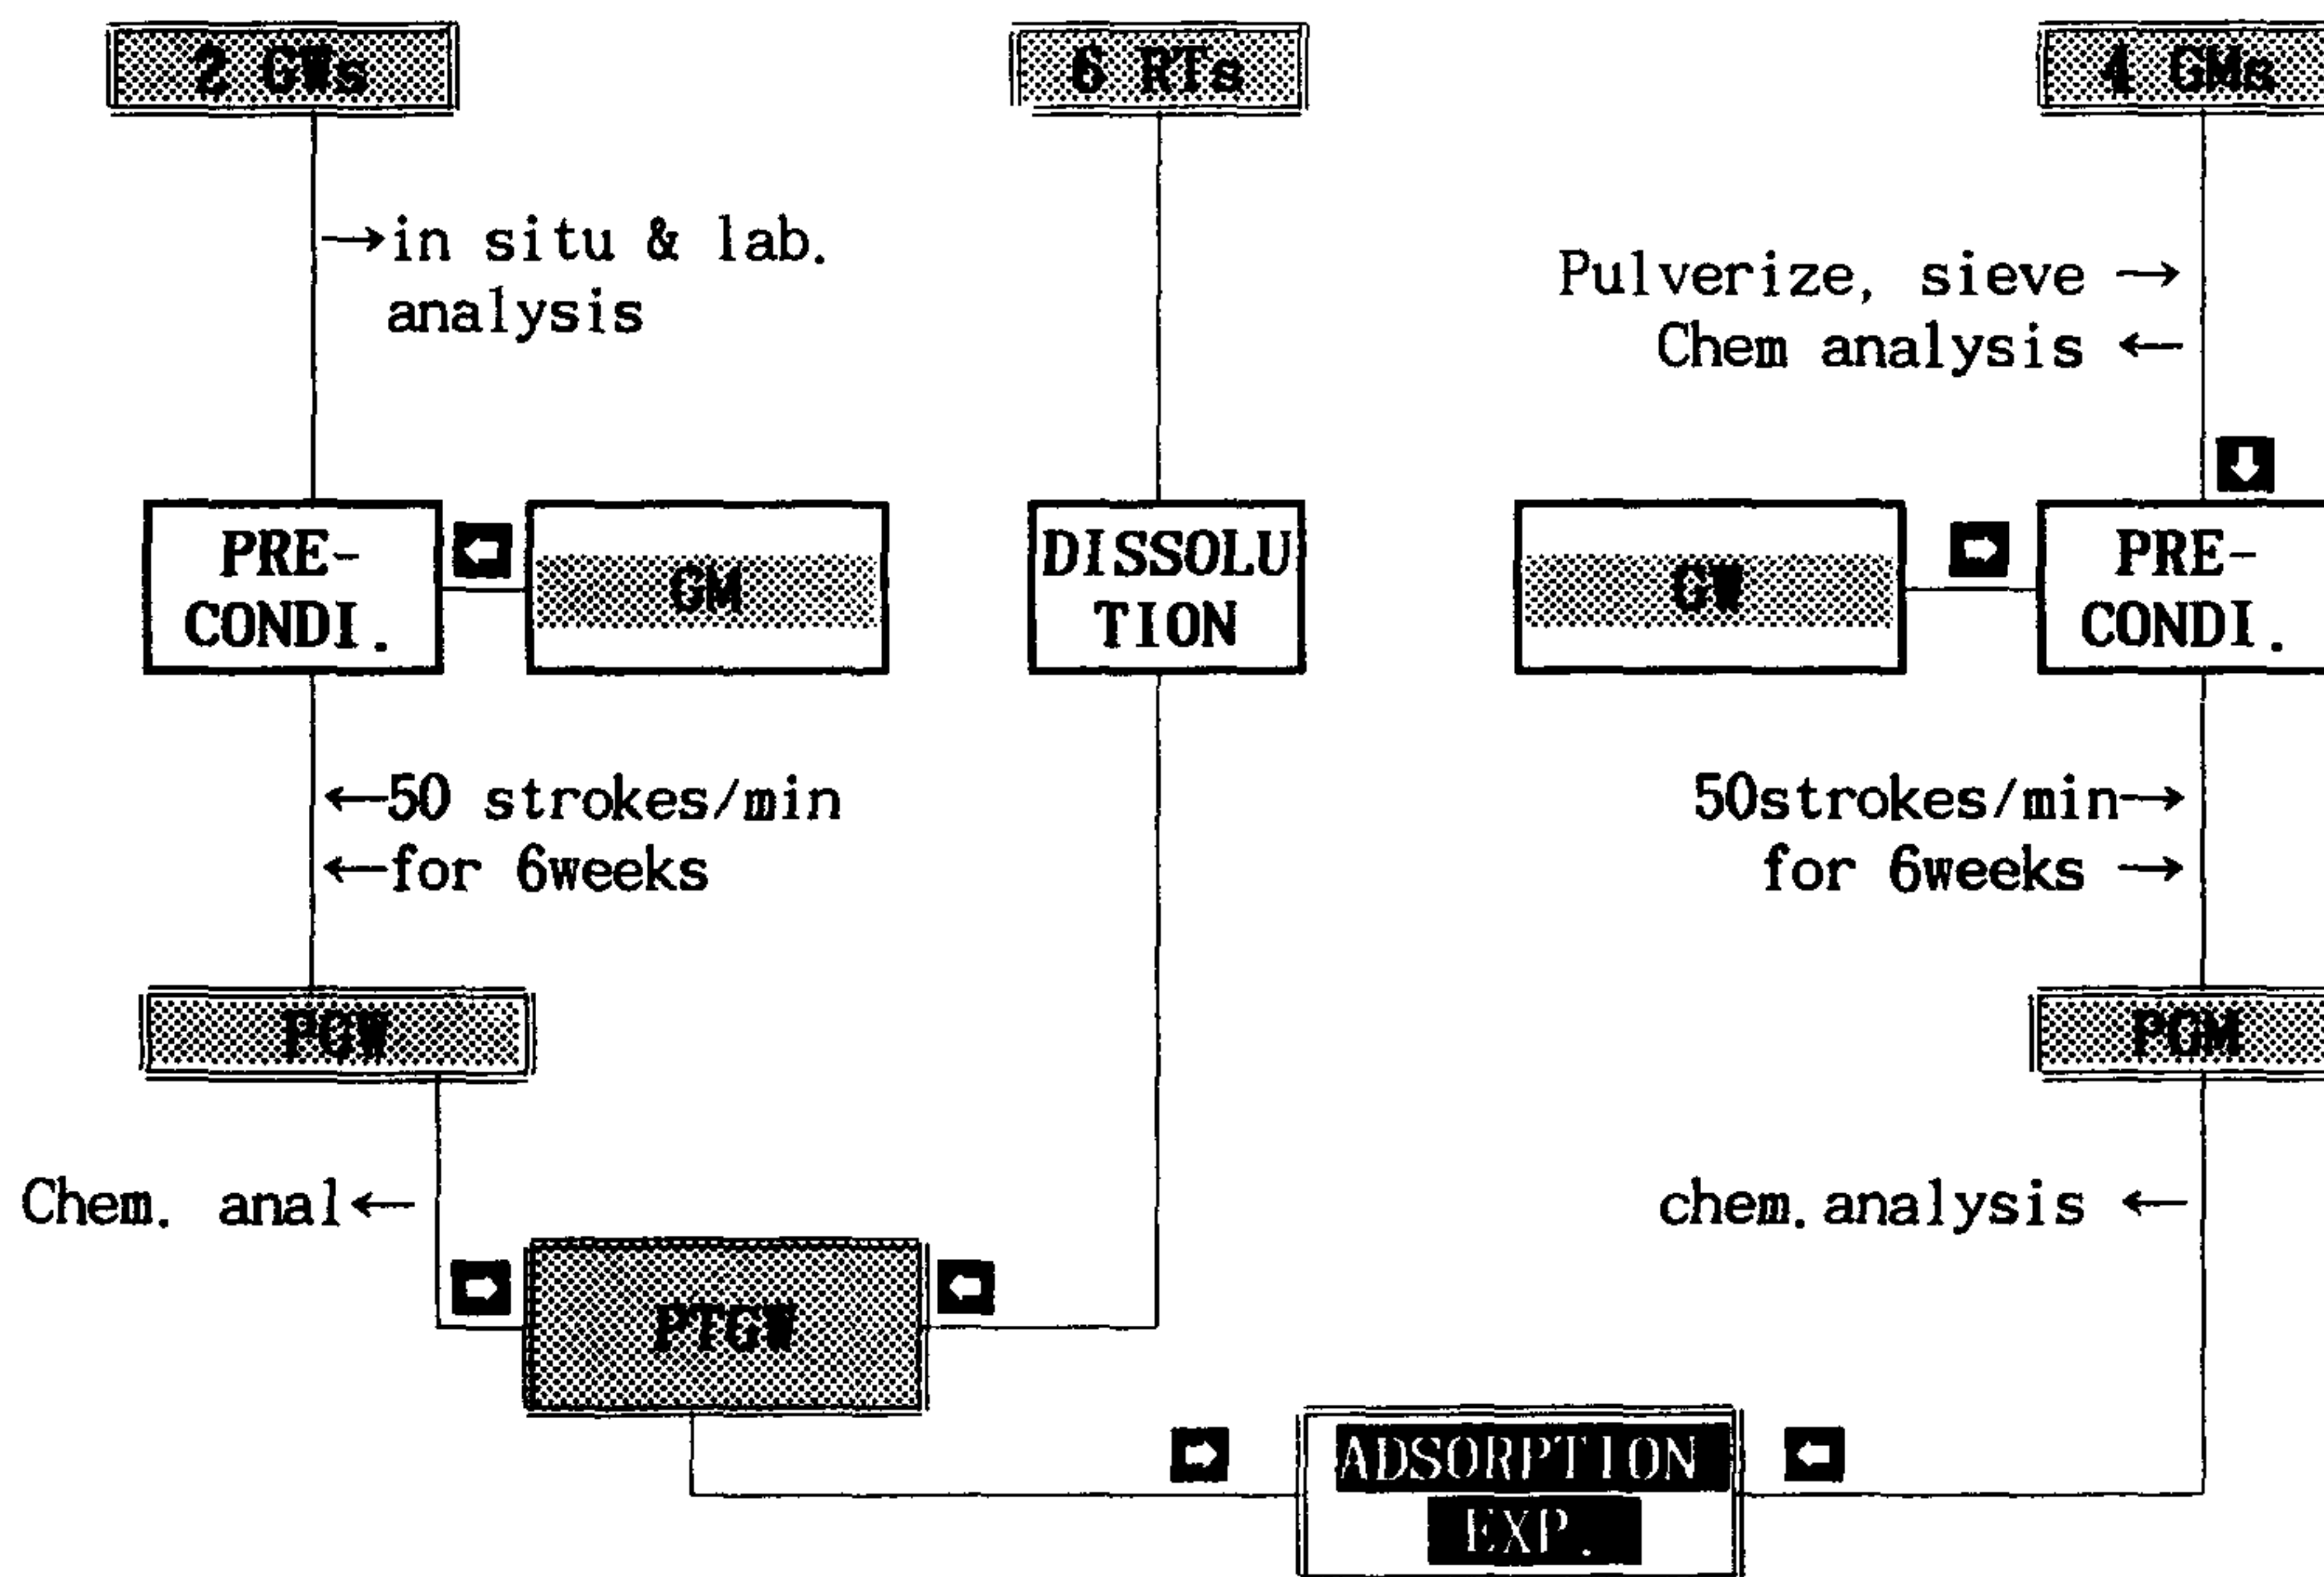 2 GWs
6 RTs
4 GMs
→in situ & lab.
analysis
Pulverize, sieve →
Chem analysis ←
PRE-
CONDI.
GM
DISSOLU
TION
GW
PRE-
CONDI.
←50 strokes/min
←for 6weeks
50strokes/min→
for 6weeks →
PGW
PGM
Chem. anal←
chem.analysis ←
PTGW
ADSORPTION
EXP.